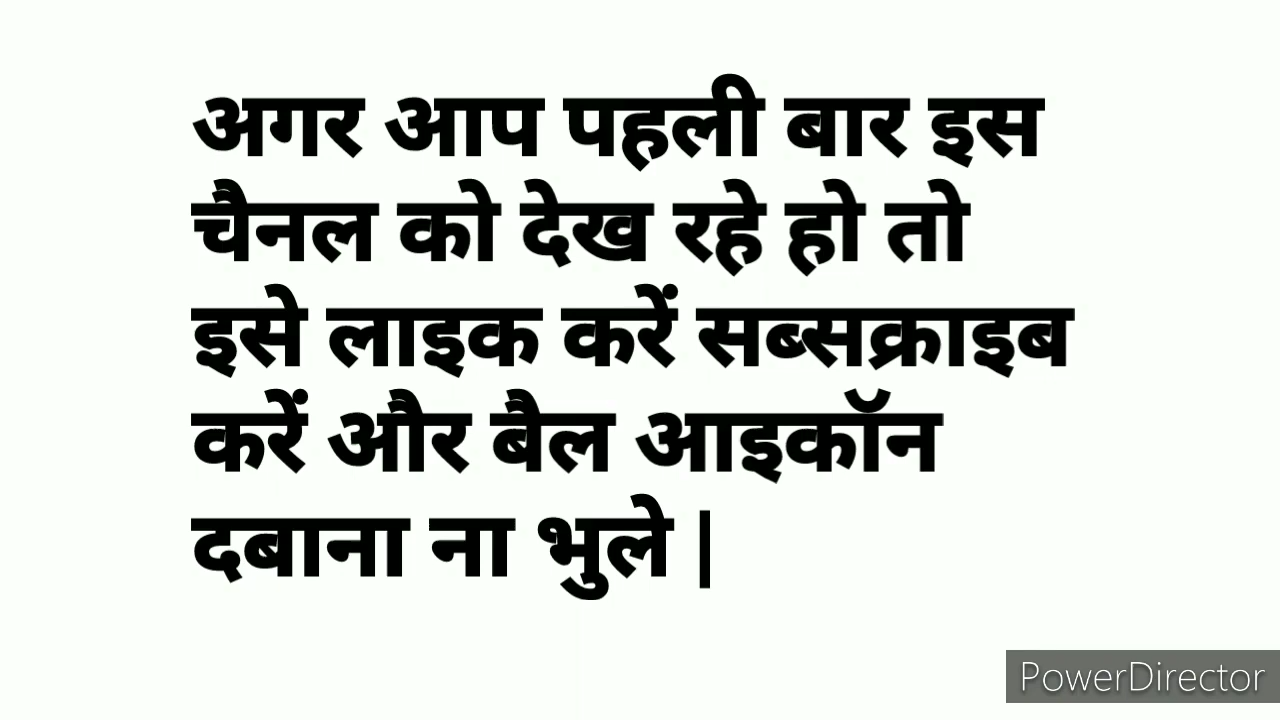 अगर आप पहली बार इस
चैनल को देख रहे हो तो
इसे लाइक करें सब्सक्राइब
करें और बैल आइकॉन
दबाना ना भुले |
PowerDirector